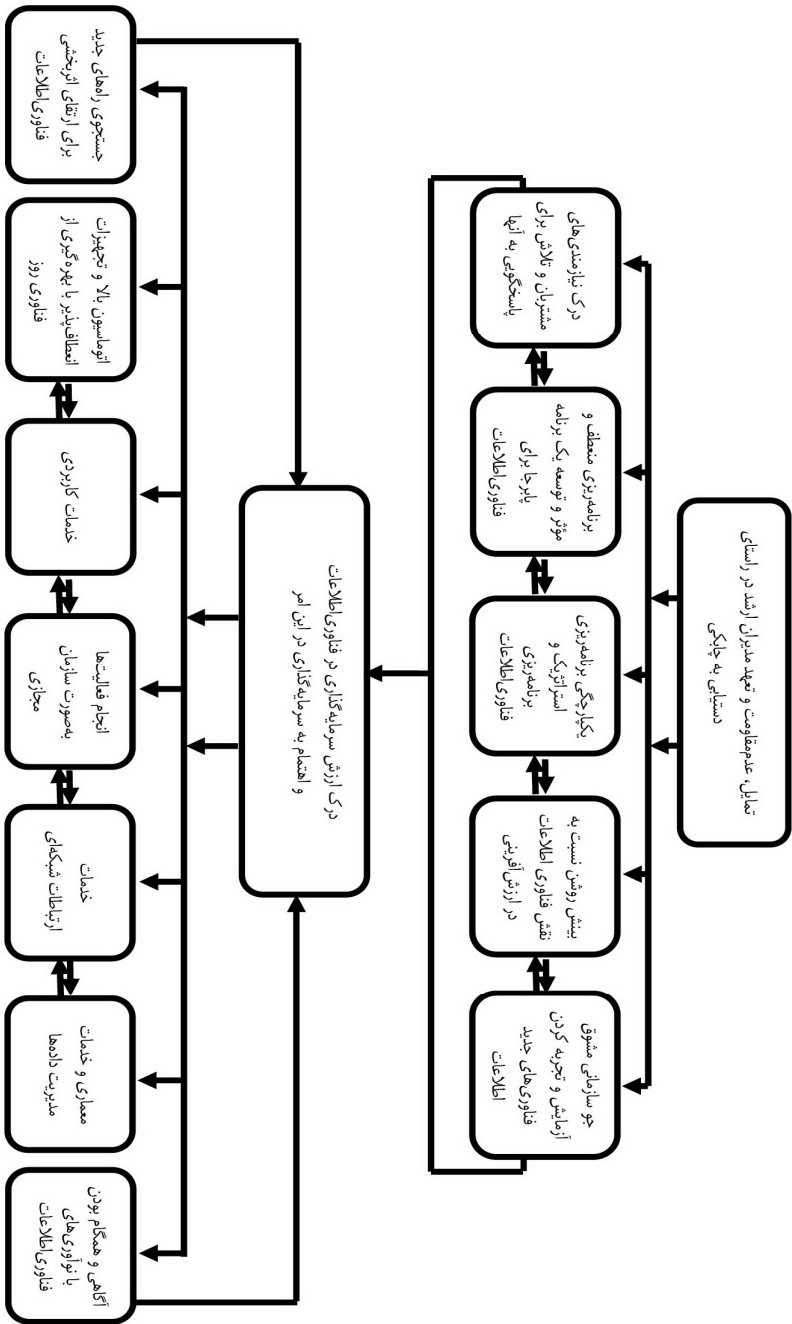 تمایل، عدم‌مقاومت و تعهد مدیران ارشد در راستای
دستیابی به چابکی
جو سازمانی مشوق
آزمایش و تجربه کردن
فناوری‌های جدید
اطلاعات
بینش روشن نسبت به
نقش فناوری اطلاعات
در ارزش‌آفرینی
یکپارچگی برنامه‌ریزی
استراتژیک و
برنامه‌ریزی
فناوری‌اطلاعات
برنامه‌ریزی منعطف و
مؤثر و توسعه یک برنامه
پابرجا برای
فناوری‌اطلاعات
درک نیازمندی‌های
مشتریان و تلاش برای
پاسخگویی به آنها
درک ارزش سرمایه‌گذاری در فناوری‌اطلاعات
و اهتمام به سرمایه‌گذاری در این امر
آگاهی و همگام بودن
با نوآوری‌های
فناوری‌اطلاعات
معماری و خدمات
مدیریت داده‌ها
خدمات
ارتباطات شبکه‌ای
انجام فعالیت‌ها
به‌صورت سازمان
مجازی
خدمات کاربردی
اتوماسیون بالا و تجهیزات
انعطاف‌پذیر با بهره‌گیری از
فناوری روز
جستجوی راه‌های جدید
برای ارتقای اثربخشی
فناوری‌اطلاعات